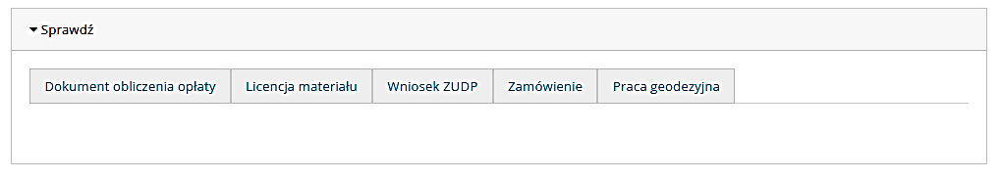 Sprawdź
Dokument obliczenia opłaty Licencja materiału Wniosek ZUDP Zamówienie Praca geodezyjna